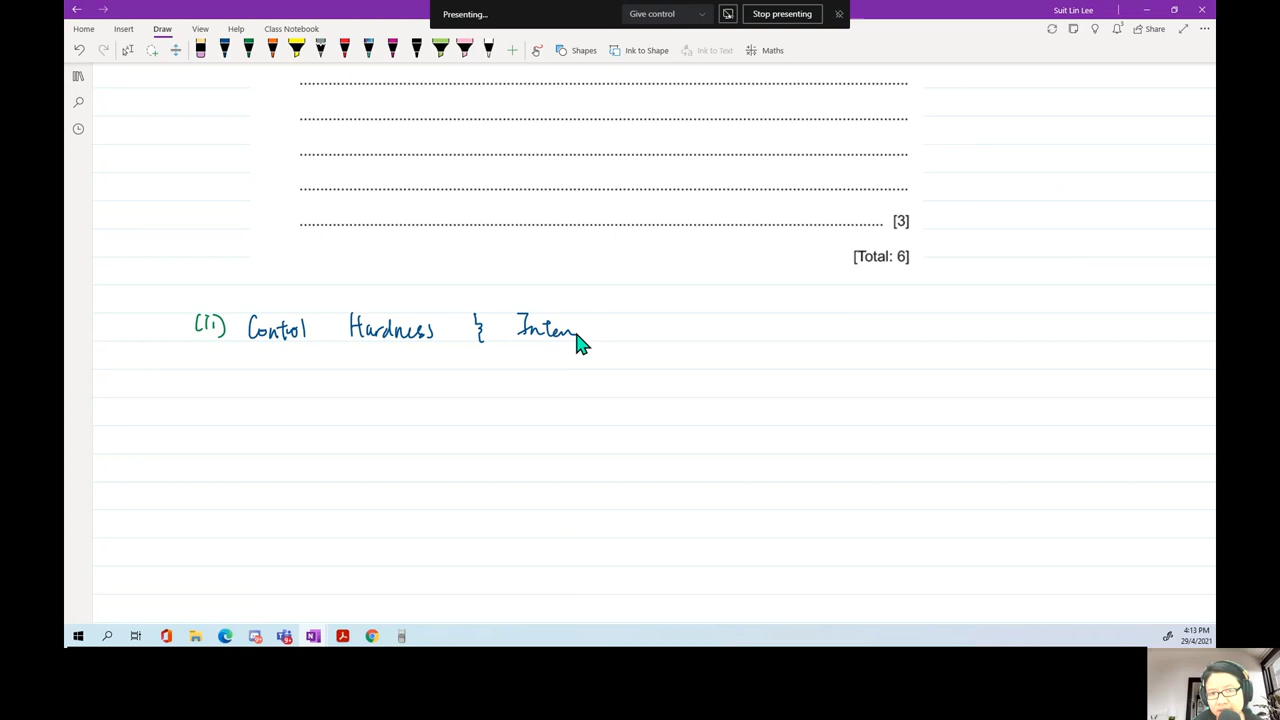 Presenting...
Give control
Stop presenting
Suit Lin Lee
Home Insert Draw View Help Class Notebook
Share
Shapes Ink to Shape Ink to Text Maths
[3]
[Total: 6]
(ii) Control Hardness & Inten
9+
4:13 PM
29/4/2021